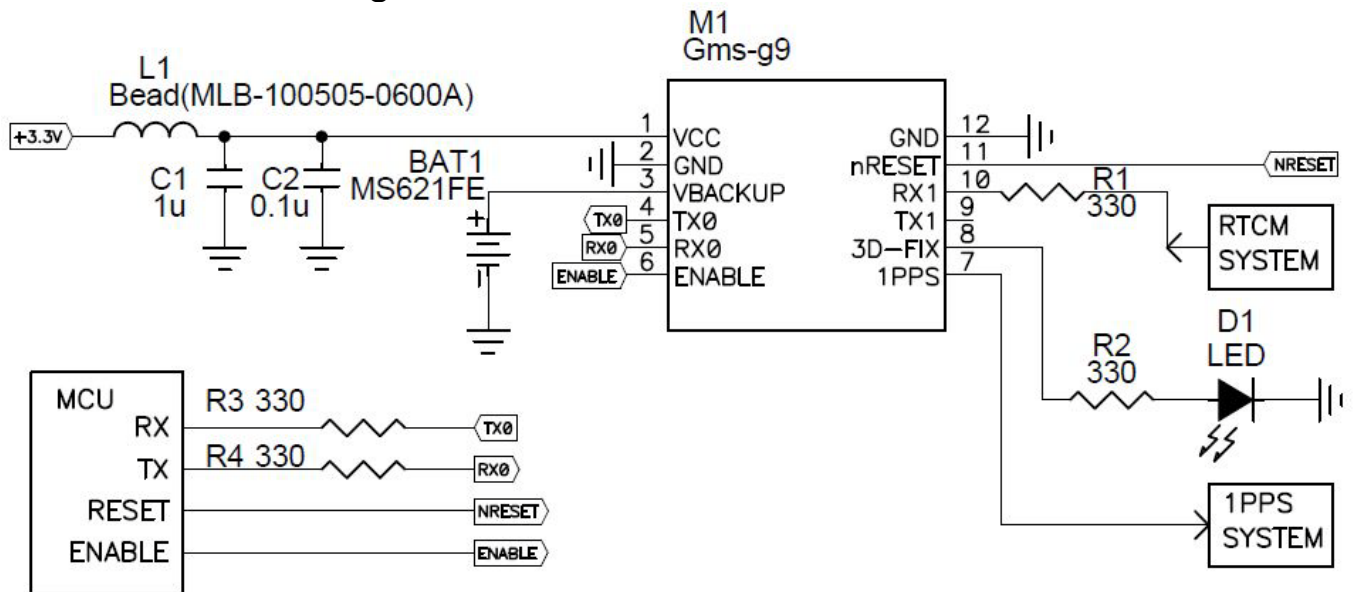 M1
Gms-g9
L1
Bead(MLB-100505-0600A)
+3.3V
C1
1u
C2
0.1u
BAT1
MS621FE
+
1 VCC
2 GND
3 VBACKUP
TX0 4 TX0
RX0 5 RX0
ENABLE 6 ENABLE
GND 12
nRESET 11 NRESET
RX1 10 R1
330
TX1 9
3D-FIX 8
1PPS 7
RTCM
SYSTEM
R2
330
D1
LED
1PPS
SYSTEM
MCU
RX R3 330 TX0
TX R4 330 RX0
RESET NRESET
ENABLE ENABLE